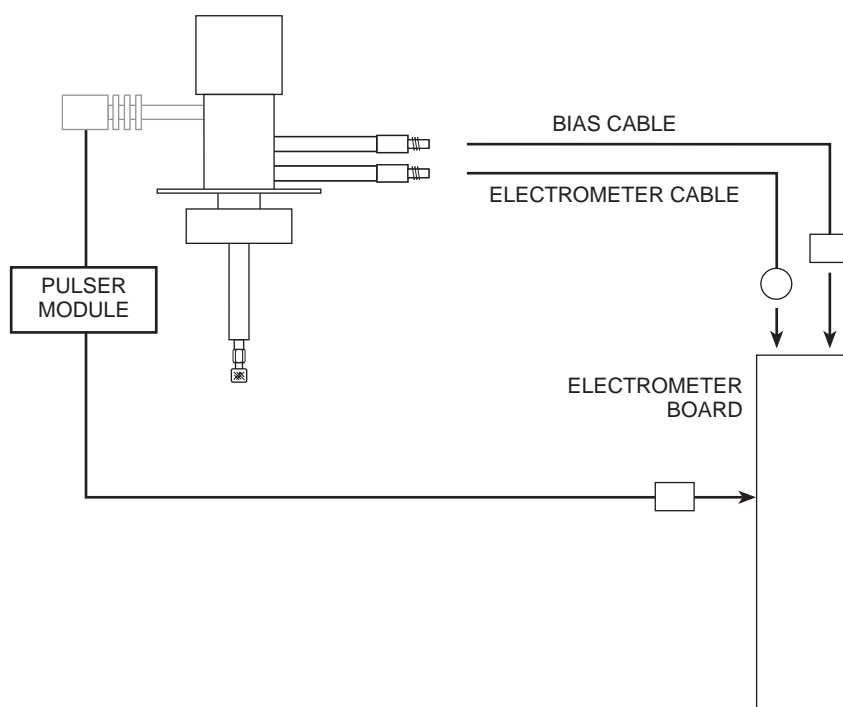 BIAS CABLE
ELECTROMETER CABLE
PULSER
MODULE
ELECTROMETER
BOARD